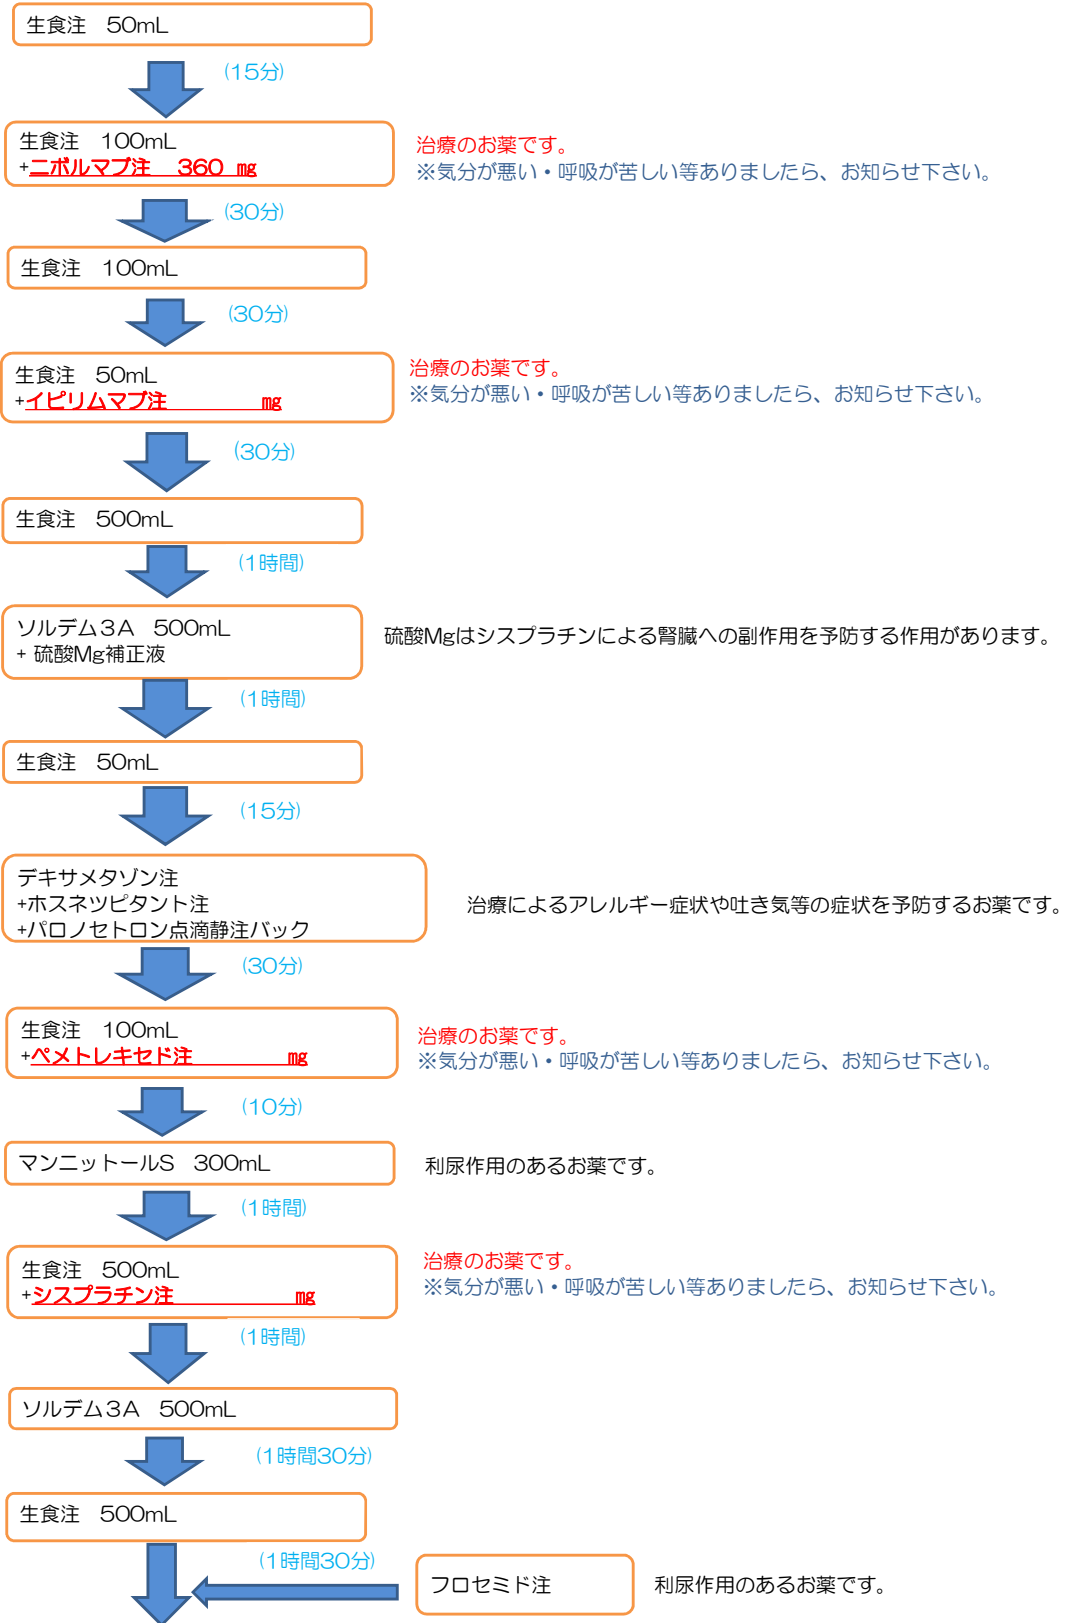 生食注　50mL
(15分)
生食注　100mL
+ニボルマブ注　360 mg
治療のお薬です。
※気分が悪い・呼吸が苦しい等ありましたら、お知らせ下さい。
(30分)
生食注　100mL
(30分)
生食注　50mL
+イピリムマブ注　　　　　mg
治療のお薬です。
※気分が悪い・呼吸が苦しい等ありましたら、お知らせ下さい。
(30分)
生食注　500mL
(1時間)
ソルデム３A　500mL
+ 硫酸Mg補正液
硫酸Mgはシスプラチンによる腎臓への副作用を予防する作用があります。
(1時間)
生食注　50mL
(15分)
デキサメタゾン注
+ホスネツピタント注
+パロノセトロン点滴静注バック
治療によるアレルギー症状や吐き気等の症状を予防するお薬です。
(30分)
生食注　100mL
+ペメトレキセド注　　　　　mg
治療のお薬です。
※気分が悪い・呼吸が苦しい等ありましたら、お知らせ下さい。
(10分)
マンニットールS　300mL
利尿作用のあるお薬です。
(1時間)
生食注　500mL
+シスプラチン注　　　　　　mg
治療のお薬です。
※気分が悪い・呼吸が苦しい等ありましたら、お知らせ下さい。
(1時間)
ソルデム３A　500mL
(1時間30分)
生食注　500mL
(1時間30分)
フロセミド注
利尿作用のあるお薬です。